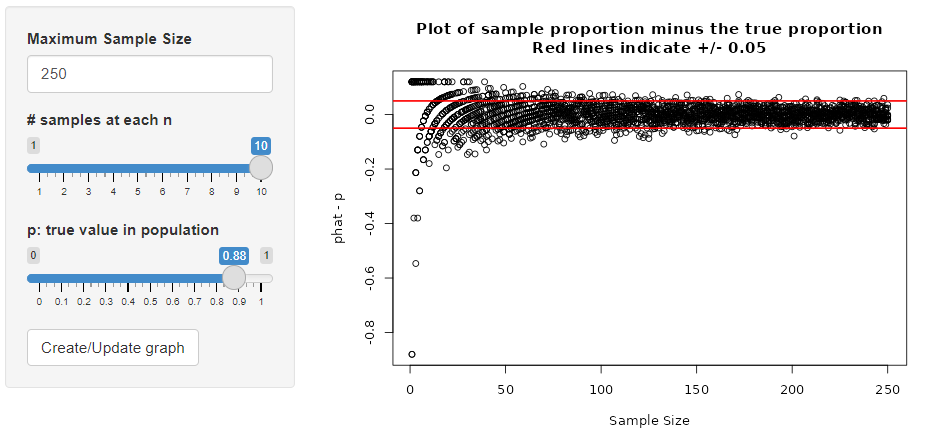 Maximum Sample Size
250
# samples at each n
1 10
1 2 3 4 5 6 7 8 9 10
p: true value in population
0 0.88 1
0 0.1 0.2 0.3 0.4 0.5 0.6 0.7 0.8 0.9 1
Create/Update graph
Plot of sample proportion minus the true proportion
Red lines indicate +/- 0.05
phat - p
0.0
-0.2
-0.4
-0.6
-0.8
0 50 100 150 200 250
Sample Size